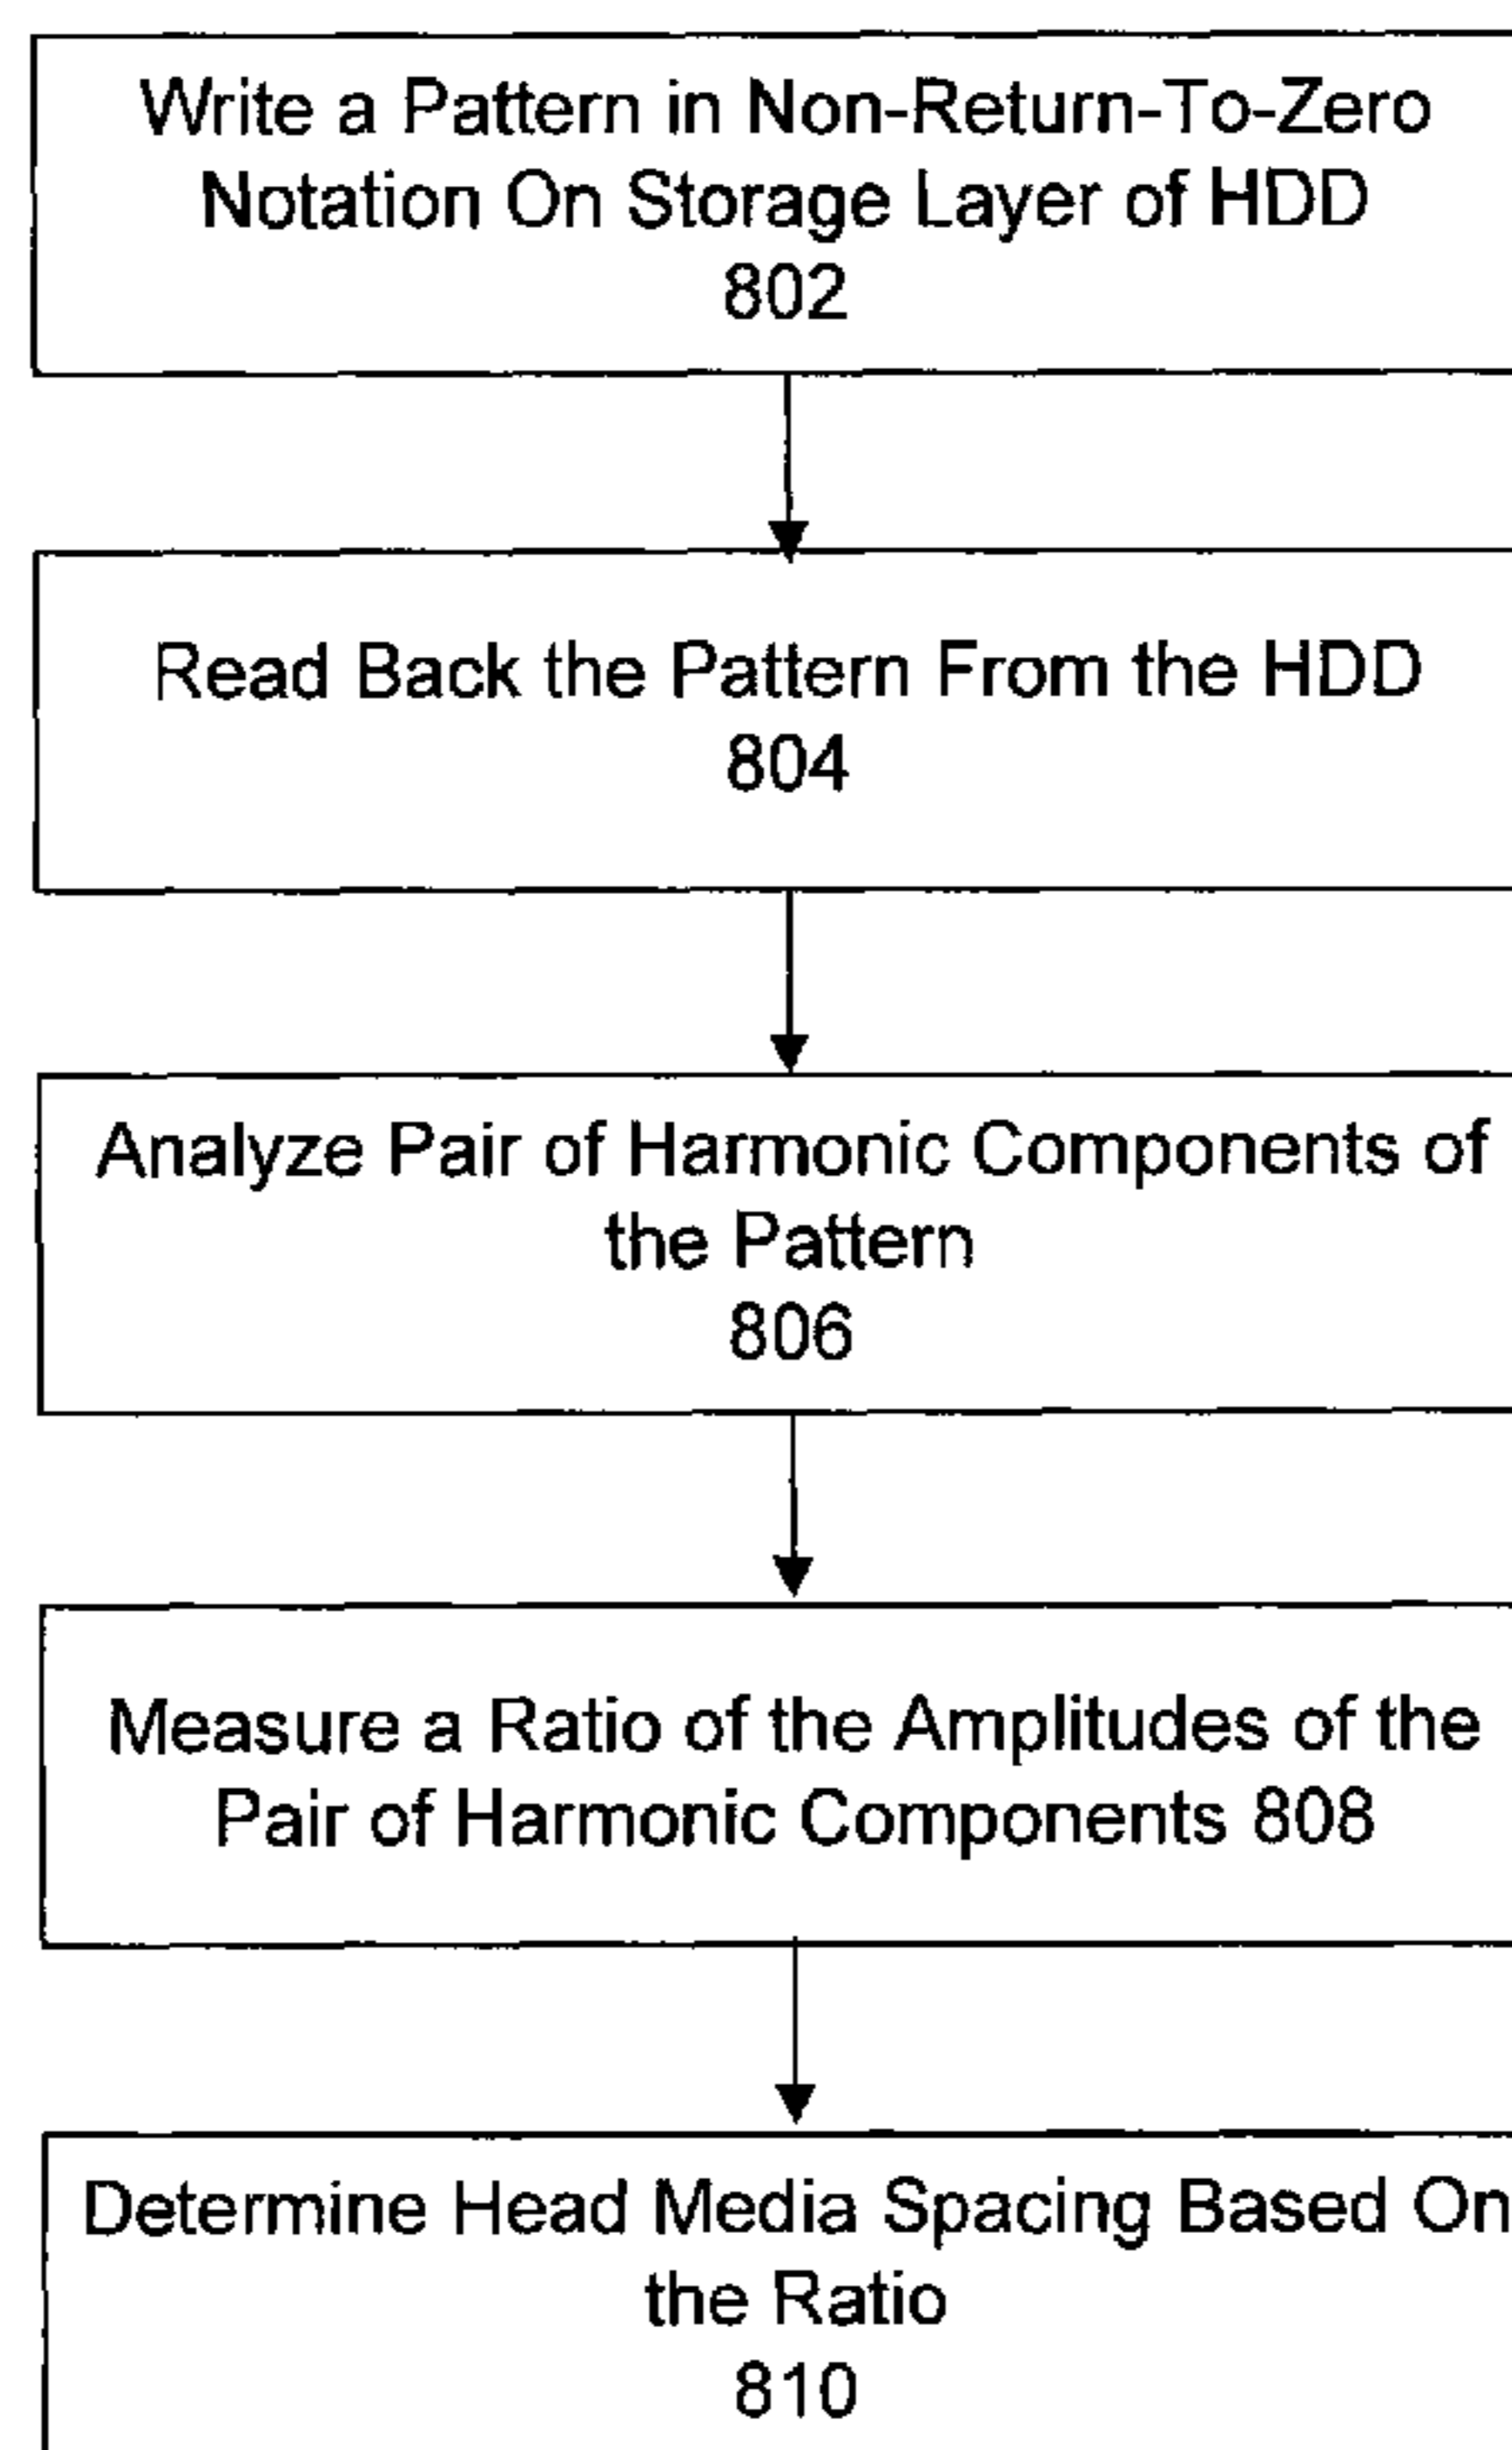 Write a Pattern in Non-Return-To-Zero
Notation On Storage Layer of HDD
802
Read Back the Pattern From the HDD
804
Analyze Pair of Harmonic Components of
the Pattern
806
Measure a Ratio of the Amplitudes of the
Pair of Harmonic Components 808
Determine Head Media Spacing Based On
the Ratio
810